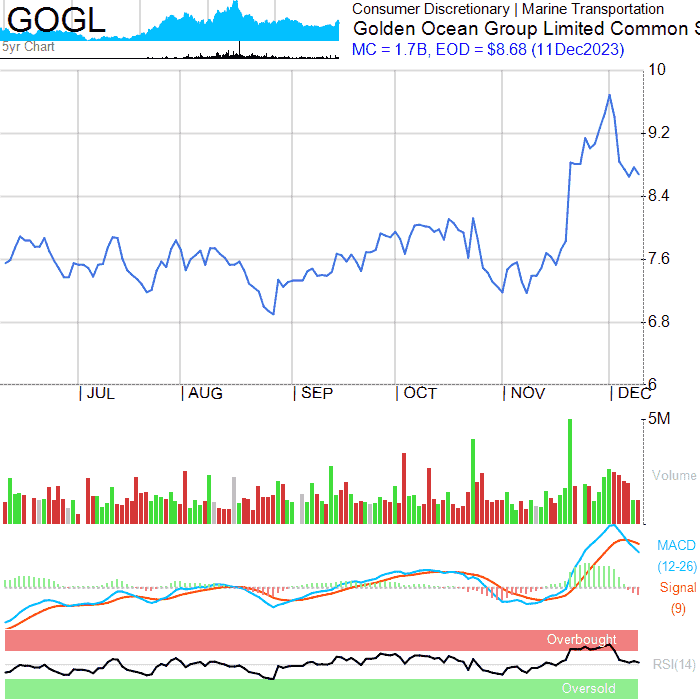 GOGL
5yr Chart
Consumer Discretionary | Marine Transportation
Golden Ocean Group Limited Common S
MC = 1.7B, EOD = $8.68 (11Dec2023)
10
9.2
8.4
7.6
6.8
6
| JUL | AUG | SEP | OCT | NOV | DEC
5M
Volume
MACD
(12-26)
Signal
(9)
Overbought
RSI(14)
Oversold